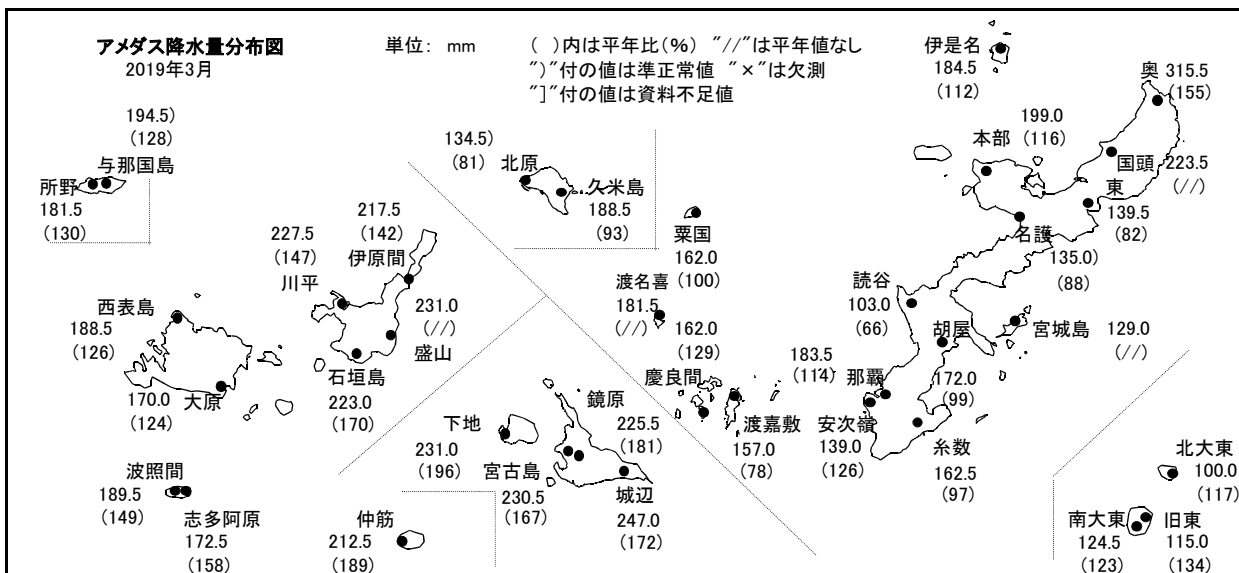 アメダス降水量分布図
2019年3月
単位: mm
( )内は平年比(%) "//"は平年値なし
")"付の値は準正常値 "×"は欠測
"]"付の値は資料不足値
伊是名
184.5
(112)
奥 315.5
(155)
199.0
本部 (116)
国頭 223.5
(//)
東
139.5
(82)
名護
135.0)
(88)
194.5)
(128)
与那国島
所野
181.5
(130)
134.5)
(81) 北原
久米島
188.5
(93)
粟国
162.0
(100)
渡名喜
181.5
(//)
162.0
(129)
慶良間
渡嘉敷
157.0
(78)
読谷
103.0
(66)
胡屋
172.0
(99)
宮城島 129.0
(//)
183.5
(114) 那覇
安次嶺
139.0
(126)
糸数
162.5
(97)
217.5
(142)
伊原間
227.5
(147)
川平
231.0
(//)
盛山
石垣島
223.0
(170)
西表島
188.5
(126)
170.0 大原
(124)
波照間
189.5
(149)
志多阿原
172.5
(158)
仲筋
212.5
(189)
下地
231.0
(196)
宮古島
230.5
(167)
鏡原
225.5
(181)
城辺
247.0
(172)
北大東
100.0
(117)
南大東
124.5
(123)
旧東
115.0
(134)